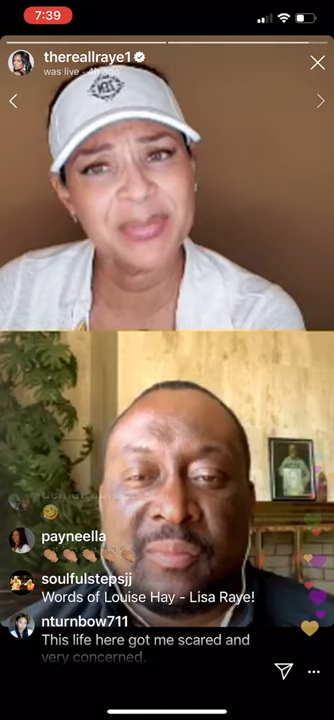 7:39
thereallraye1
was live · 4h ago
payneella
👏🏽👏🏽👏🏽👏🏽👏🏽
soulfulstepsjj
Words of Louise Hay - Lisa Raye!
nturnbow711
This life here got me scared and
very concerned.